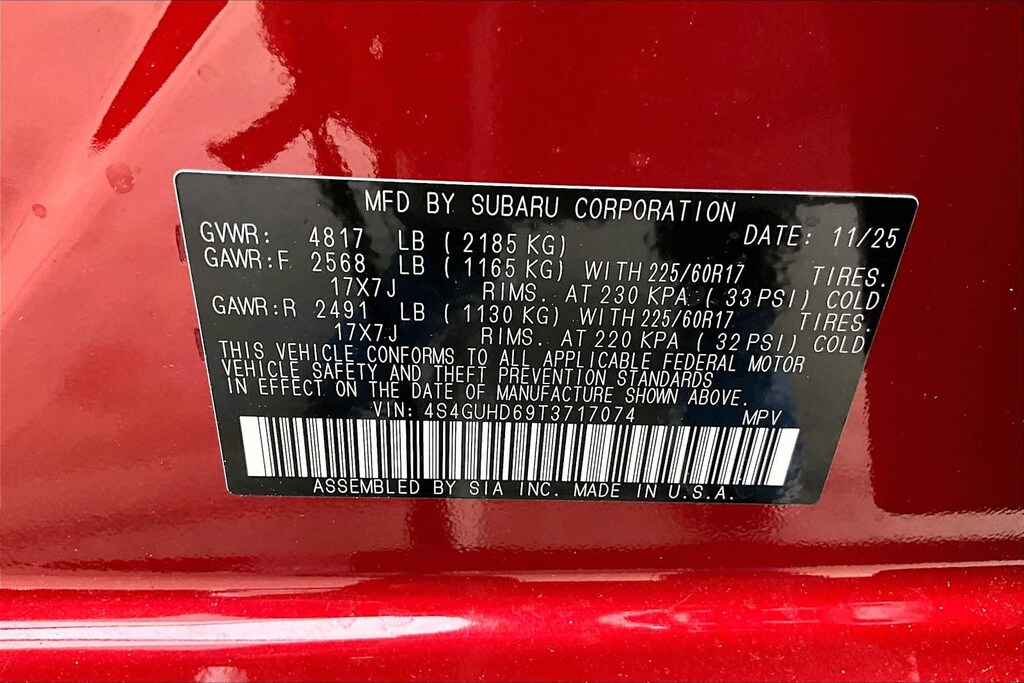 MFD BY SUBARU CORPORATION
GVWR: 4817 LB ( 2185 KG) DATE: 11/25
GAWR:F 2568 LB ( 1165 KG) WITH 225/60R17 TIRES.
17X7J RIMS. AT 230 KPA ( 33 PSI) COLD
GAWR:R 2491 LB ( 1130 KG) WITH 225/60R17 TIRES.
17X7J RIMS. AT 220 KPA ( 32 PSI) COLD
THIS VEHICLE CONFORMS TO ALL APPLICABLE FEDERAL MOTOR
VEHICLE SAFETY AND THEFT PREVENTION STANDARDS
IN EFFECT ON THE DATE OF MANUFACTURE SHOWN ABOVE.
VIN: 4S4GUHD69T3717074 MPV
ASSEMBLED BY SIA INC. MADE IN U.S.A.